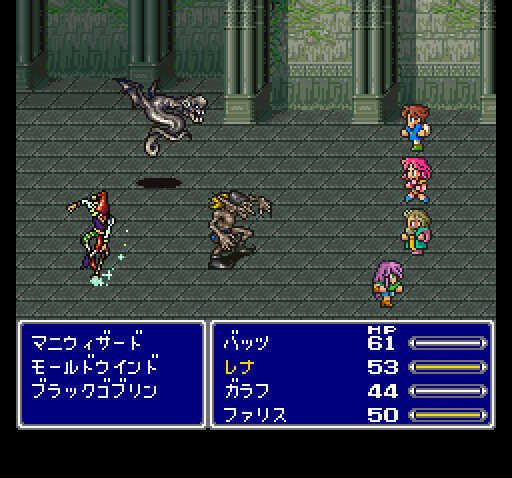 マニウィザード
モールドウインド
ブラックゴブリン
HP
バッツ 61
レナ 53
ガラフ 44
ファリス 50